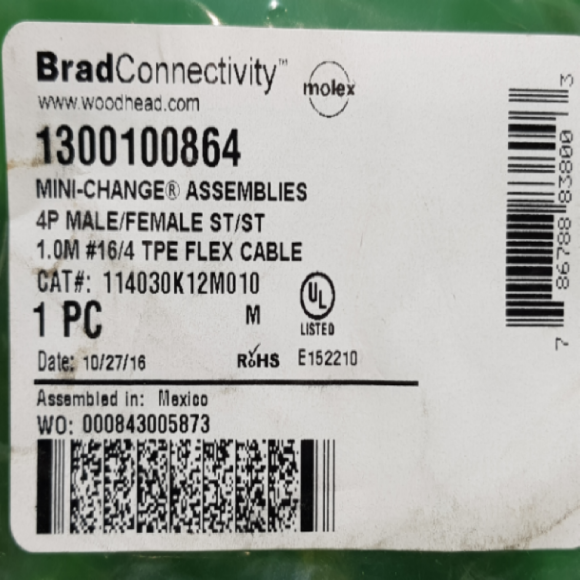 BradConnectivity™
molex
www.woodhead.com
1300100864
MINI-CHANGE® ASSEMBLIES
4P MALE/FEMALE ST/ST
1.0M #16/4 TPE FLEX CABLE
CAT#: 114030K12M010
UL
LISTED
1 PC M
Date: 10/27/16 RoHS E152210
Assembled in: Mexico
WO: 000843005873
7 86788 83800 3